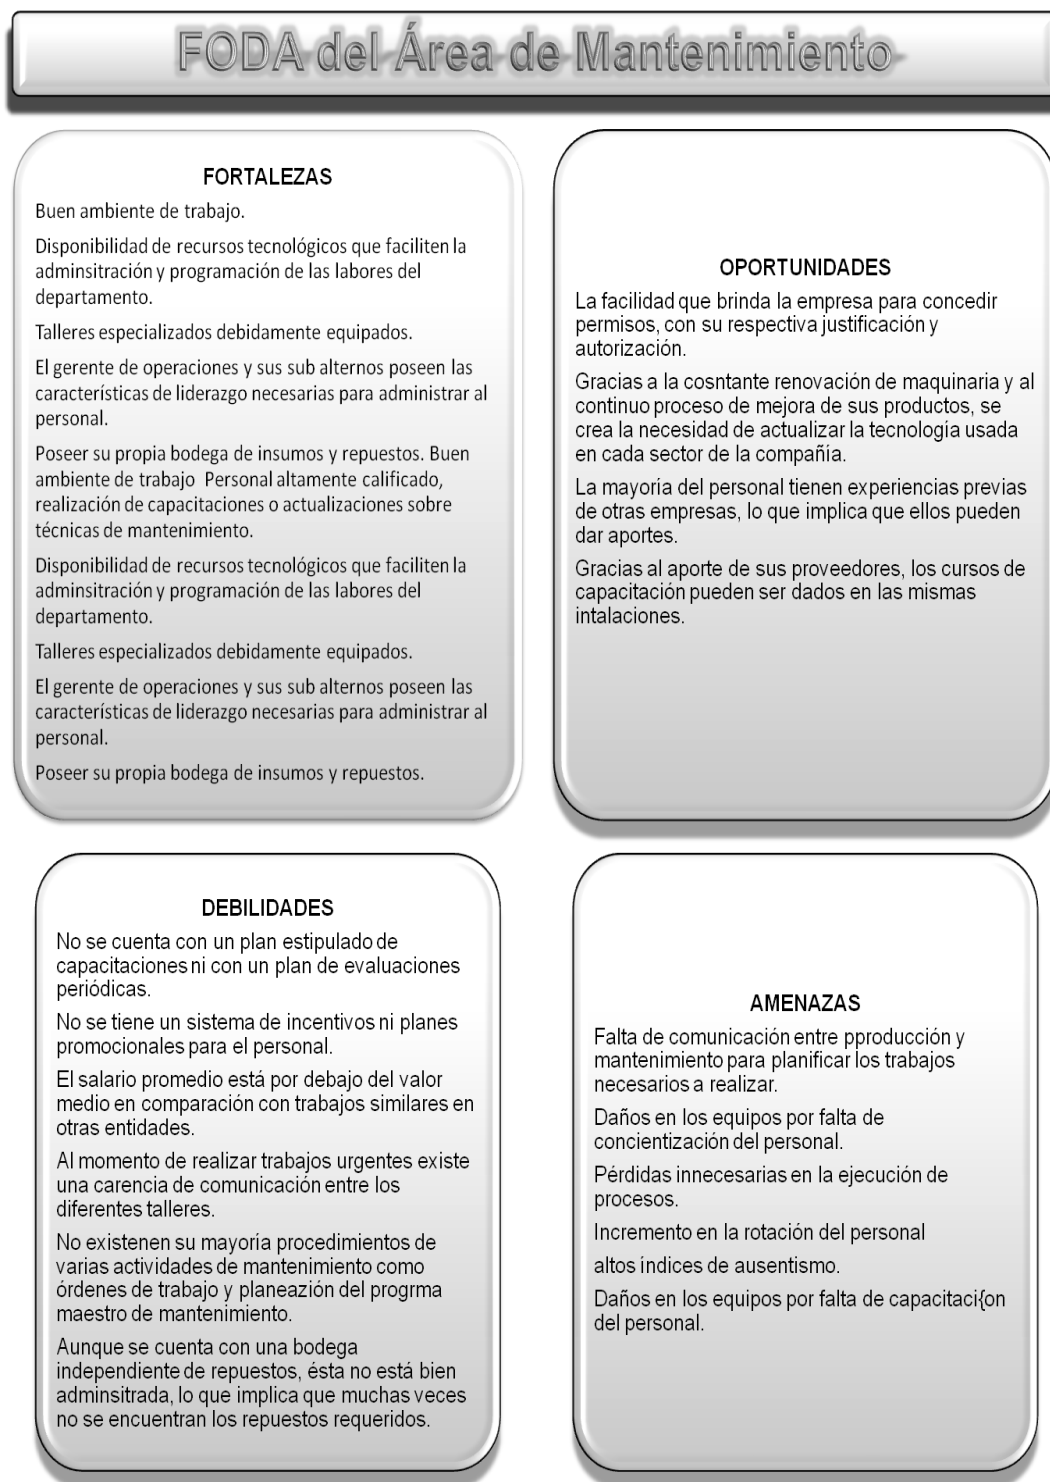 FODA del Área de Mantenimiento
FORTALEZAS
Buen ambiente de trabajo.
Disponibilidad de recursos tecnológicos que faciliten la
adminsitración y programación de las labores del
departamento.
Talleres especializados debidamente equipados.
El gerente de operaciones y sus sub alternos poseen las
características de liderazgo necesarias para administrar al
personal.
Poseer su propia bodega de insumos y repuestos. Buen
ambiente de trabajo  Personal altamente calificado,
realización de capacitaciones o actualizaciones sobre
técnicas de mantenimiento.
Disponibilidad de recursos tecnológicos que faciliten la
adminsitración y programación de las labores del
departamento.
Talleres especializados debidamente equipados.
El gerente de operaciones y sus sub alternos poseen las
características de liderazgo necesarias para administrar al
personal.
Poseer su propia bodega de insumos y repuestos.
OPORTUNIDADES
La facilidad que brinda la empresa para concedir
permisos, con su respectiva justificación y
autorización.
Gracias a la cosntante renovación de maquinaria y al
continuo proceso de mejora de sus productos, se
crea la necesidad de actualizar la tecnología usada
en cada sector de la compañía.
La mayoría del personal tienen experiencias previas
de otras empresas, lo que implica que ellos pueden
dar aportes.
Gracias al aporte de sus proveedores, los cursos de
capacitación pueden ser dados en las mismas
intalaciones.
DEBILIDADES
No se cuenta con un plan estipulado de
capacitaciones ni con un plan de evaluaciones
periódicas.
No se tiene un sistema de incentivos ni planes
promocionales para el personal.
El salario promedio está por debajo del valor
medio en comparación con trabajos similares en
otras entidades.
Al momento de realizar trabajos urgentes existe
una carencia de comunicación entre los
diferentes talleres.
No existenen su mayoría procedimientos de
varias actividades de mantenimiento como
órdenes de trabajo y planeazión del progrma
maestro de mantenimiento.
Aunque se cuenta con una bodega
independiente de repuestos, ésta no está bien
adminsitrada, lo que implica que muchas veces
no se encuentran los repuestos requeridos.
AMENAZAS
Falta de comunicación entre pproducción y
mantenimiento para planificar los trabajos
necesarios a realizar.
Daños en los equipos por falta de
concientización del personal.
Pérdidas innecesarias en la ejecución de
procesos.
Incremento en la rotación del personal
altos índices de ausentismo.
Daños en los equipos por falta de capacitaci{on
del personal.